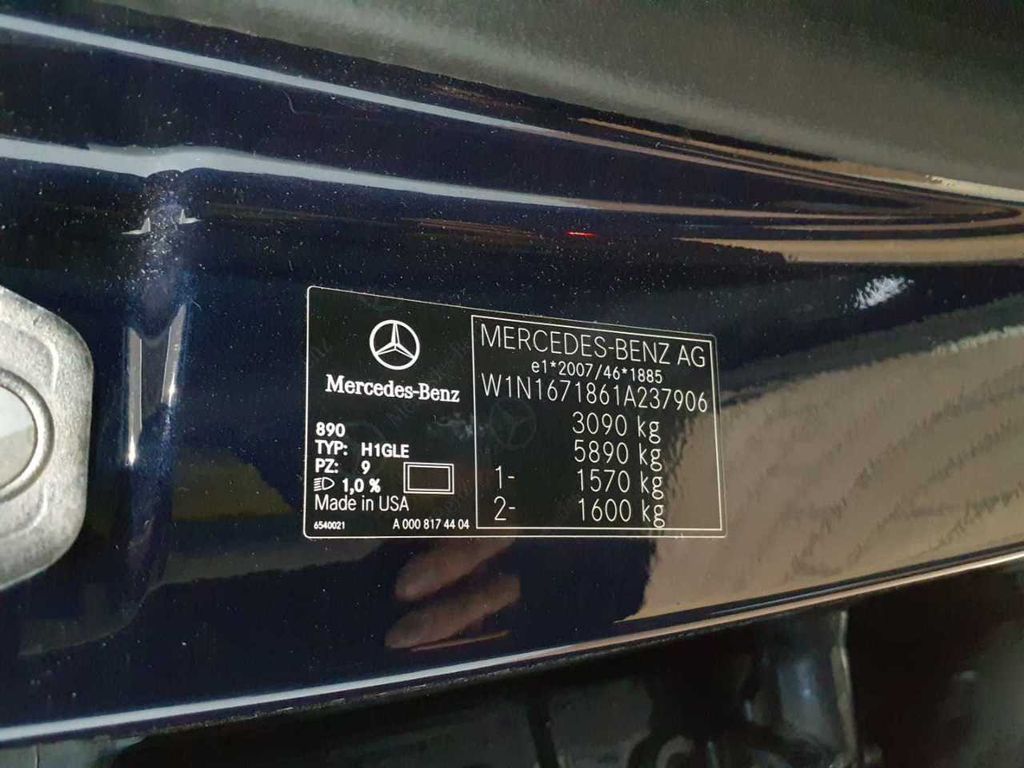 Mercedes-Benz
890
TYP: H1GLE
PZ: 9
1,0 %
Made in USA
6540021 A 000 817 44 04
MERCEDES-BENZ AG
e1*2007/46*1885
W1N1671861A237906
3090 kg
5890 kg
1- 1570 kg
2- 1600 kg